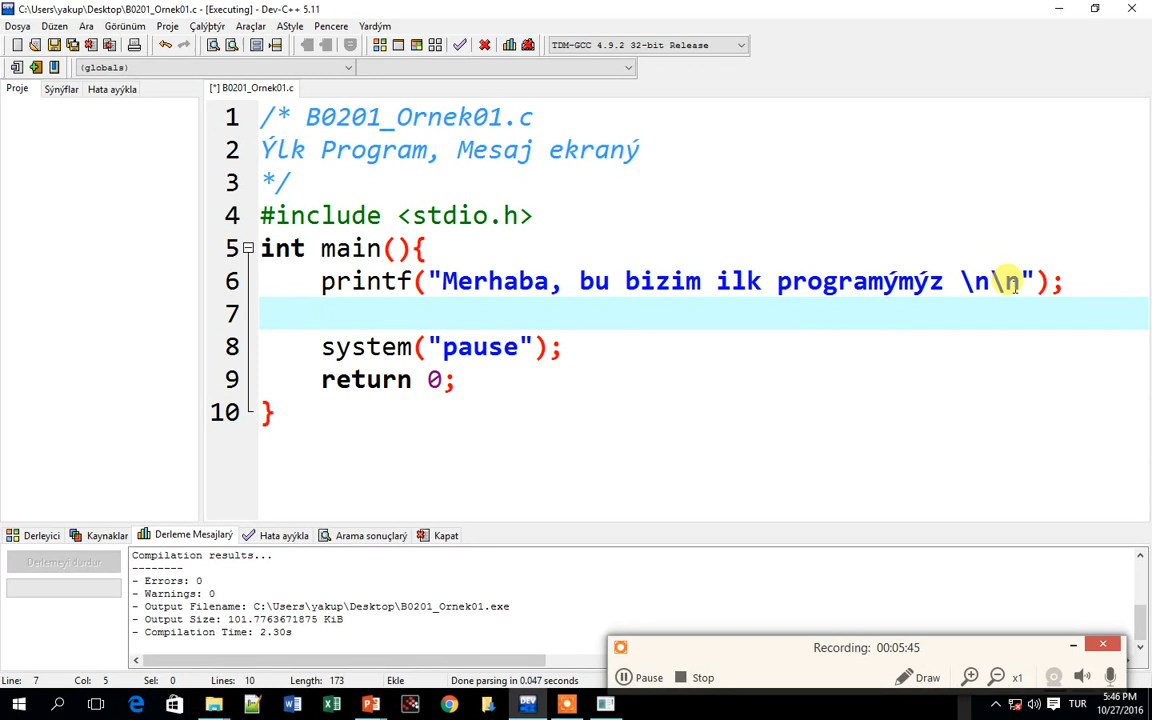 C:\Users\yakup\Desktop\B0201_Ornek01.c - [Executing] - Dev-C++ 5.11
Dosya Düzen Ara Görünüm Proje Çalýþtýr Araçlar AStyle Pencere Yardým
TDM-GCC 4.9.2 32-bit Release
(globals)
Proje Sýnýflar Hata ayýkla
[*] B0201_Ornek01.c
1 /* B0201_Ornek01.c
2 Ýlk Program, Mesaj ekraný
3 */
4 #include <stdio.h>
5 int main(){
6 printf("Merhaba, bu bizim ilk programýmýz \n\n");
7
8 system("pause");
9 return 0;
10 }
Derleyici Kaynaklar Derleme Mesajlarý Hata ayýkla Arama sonuçlarý Kapat
Derlemeyi durdur
Compilation results...
--------
- Errors: 0
- Warnings: 0
- Output Filename: C:\Users\yakup\Desktop\B0201_Ornek01.exe
- Output Size: 101.7763671875 KiB
- Compilation Time: 2.30s
Recording: 00:05:45
Pause Stop Draw x1
Line: 7 Col: 5 Sel: 0 Lines: 10 Length: 173 Ekle Done parsing in 0.047 seconds
TUR
5:46 PM
10/27/2016